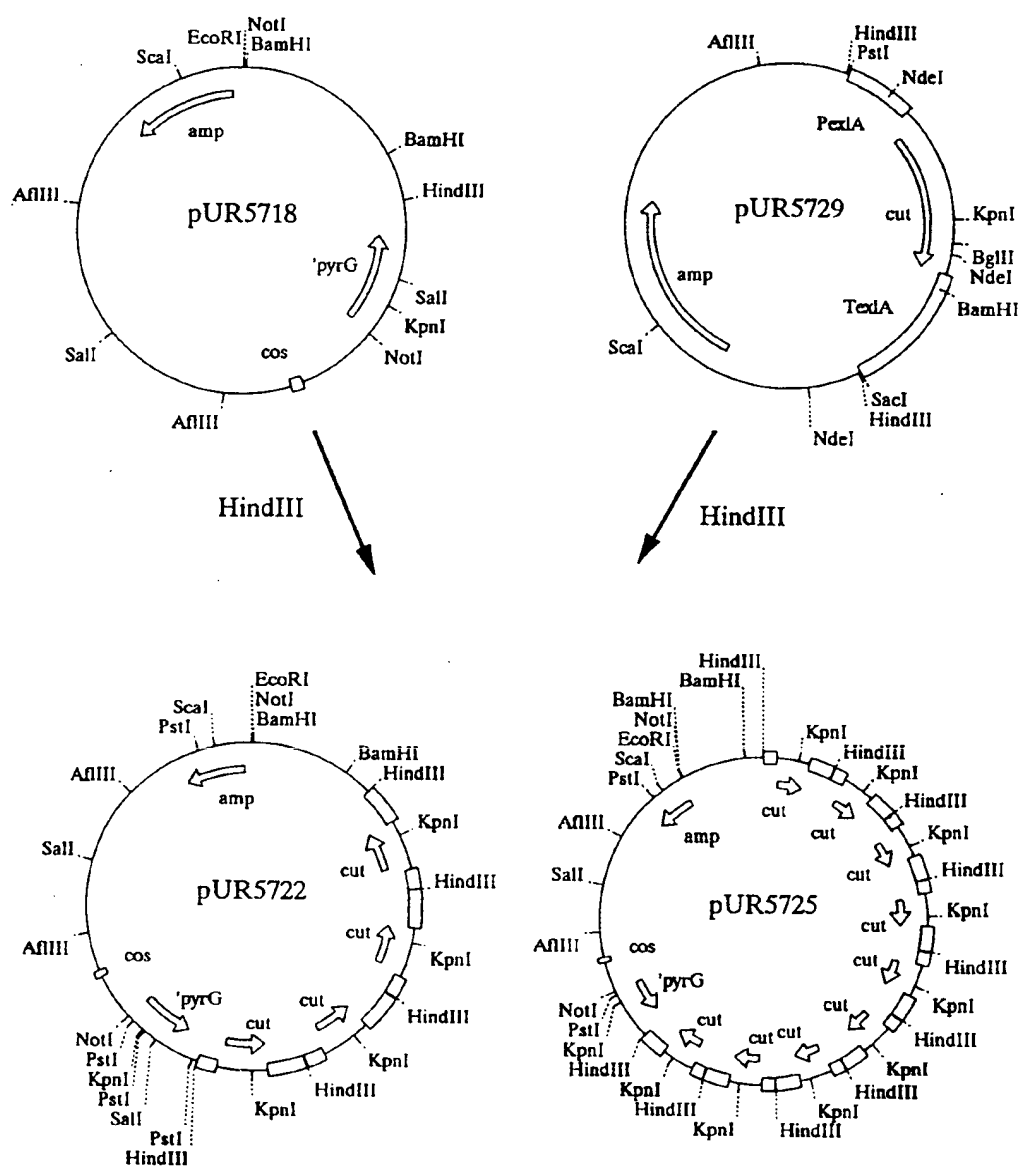 NotI
EcoRI
BamHI
ScaI
amp
BamHI
AflIII
HindIII
pUR5718
'pyrG
SalI
KpnI
NotI
SalI
cos
AflIII
HindIII
AflIII
HindIII
PstI
NdeI
PexlA
pUR5729
cut
KpnI
BglII
NdeI
amp
TexlA
BamHI
ScaI
SacI
HindIII
NdeI
HindIII
EcoRI
NotI
BamHI
ScaI
PstI
BamHI
HindIII
AflIII
amp
KpnI
SalI
cut
pUR5722
HindIII
cut
AflIII
KpnI
cos
'pyrG
cut
cut
HindIII
NotI
PstI
KpnI
PstI
SalI
KpnI
HindIII
KpnI
PstI
HindIII
HindIII
BamHI
BamHI
NotI
EcoRI
ScaI
PstI
KpnI
HindIII
KpnI
HindIII
AflIII
amp
cut
cut
KpnI
SalI
cut
HindIII
pUR5725
KpnI
cut
AflIII
cos
cut
HindIII
'pyrG
KpnI
cut
cut
cut
cut
HindIII
NotI
PstI
KpnI
HindIII
KpnI
KpnI
HindIII
HindIII
KpnI
KpnI
HindIII